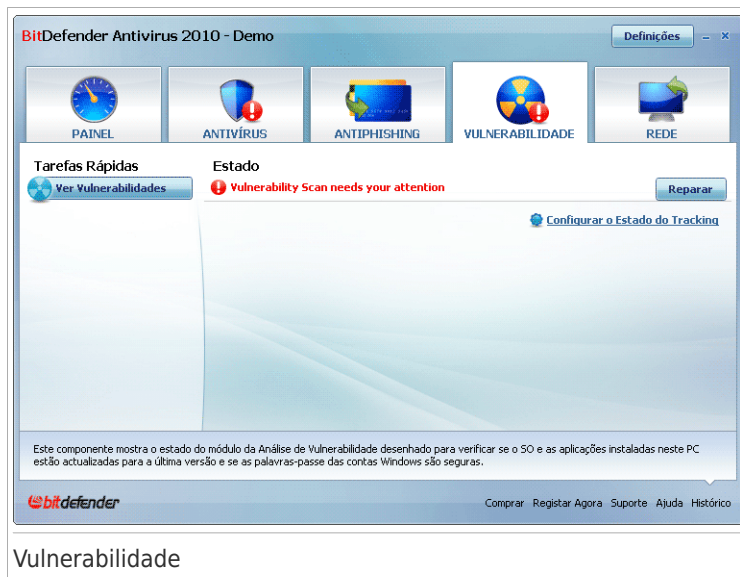 BitDefender Antivirus 2010 - Demo
Definições
PAINEL
ANTIVÍRUS
ANTIPHISHING
VULNERABILIDADE
REDE
Tarefas Rápidas
Ver Vulnerabilidades
Estado
Vulnerability Scan needs your attention
Reparar
Configurar o Estado do Tracking
Este componente mostra o estado do módulo da Análise de Vulnerabilidade desenhado para verificar se o SO e as aplicações instaladas neste PC
estão actualizadas para a última versão e se as palavras-passe das contas Windows são seguras.
bitdefender
Comprar Registar Agora Suporte Ajuda Histórico
Vulnerabilidade